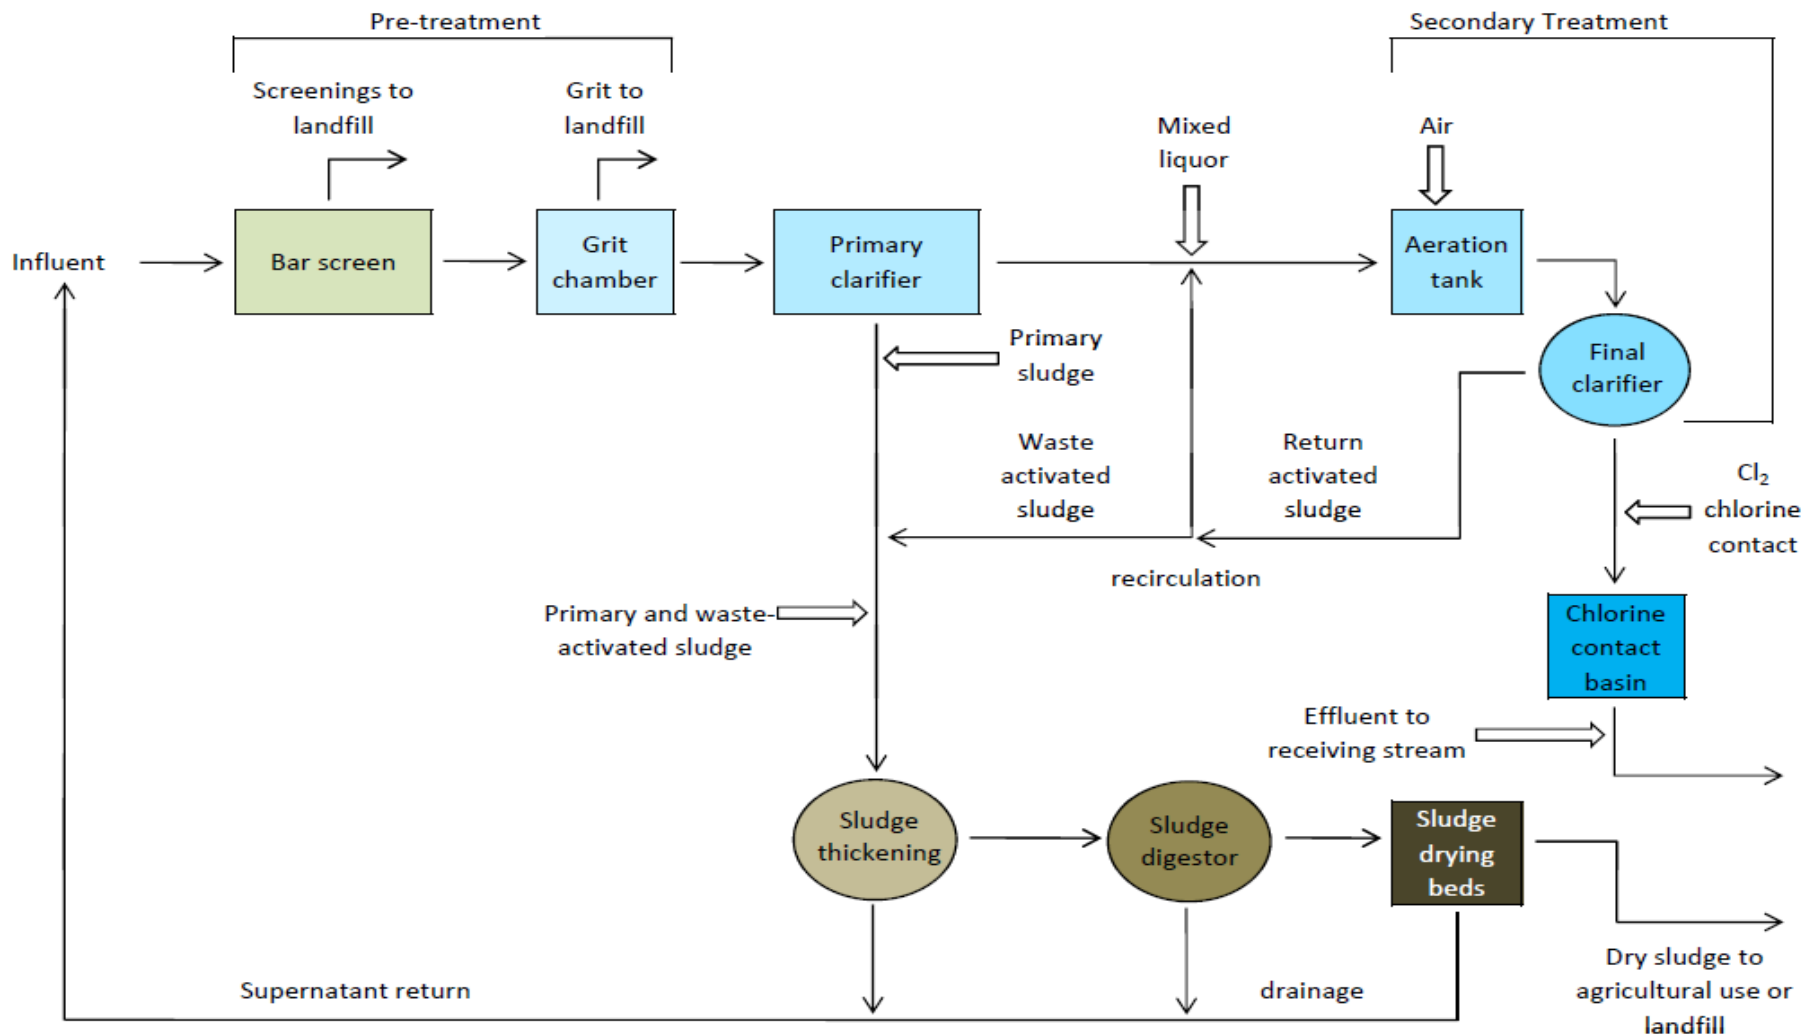 Pre-treatment
Secondary Treatment
Screenings to
landfill
Grit to
landfill
Mixed
liquor
Air
Influent
Bar screen
Grit
chamber
Primary
clarifier
Aeration
tank
Primary
sludge
Final
clarifier
Waste
activated
sludge
Return
activated
sludge
Cl₂
chlorine
contact
recirculation
Primary and waste-
activated sludge
Chlorine
contact
basin
Effluent to
receiving stream
Sludge
thickening
Sludge
digestor
Sludge
drying
beds
Supernatant return
drainage
Dry sludge to
agricultural use or
landfill